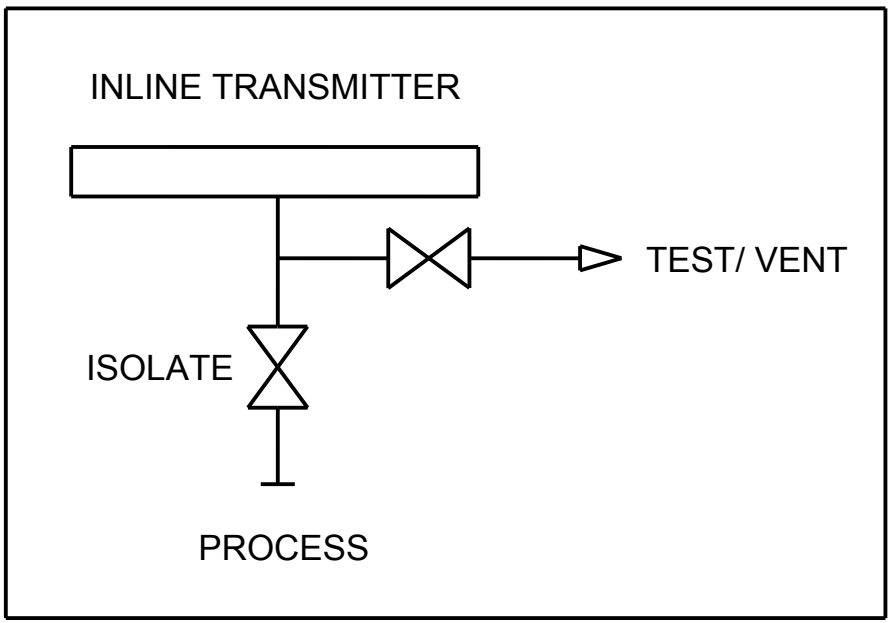 INLINE TRANSMITTER
TEST/ VENT
ISOLATE
PROCESS